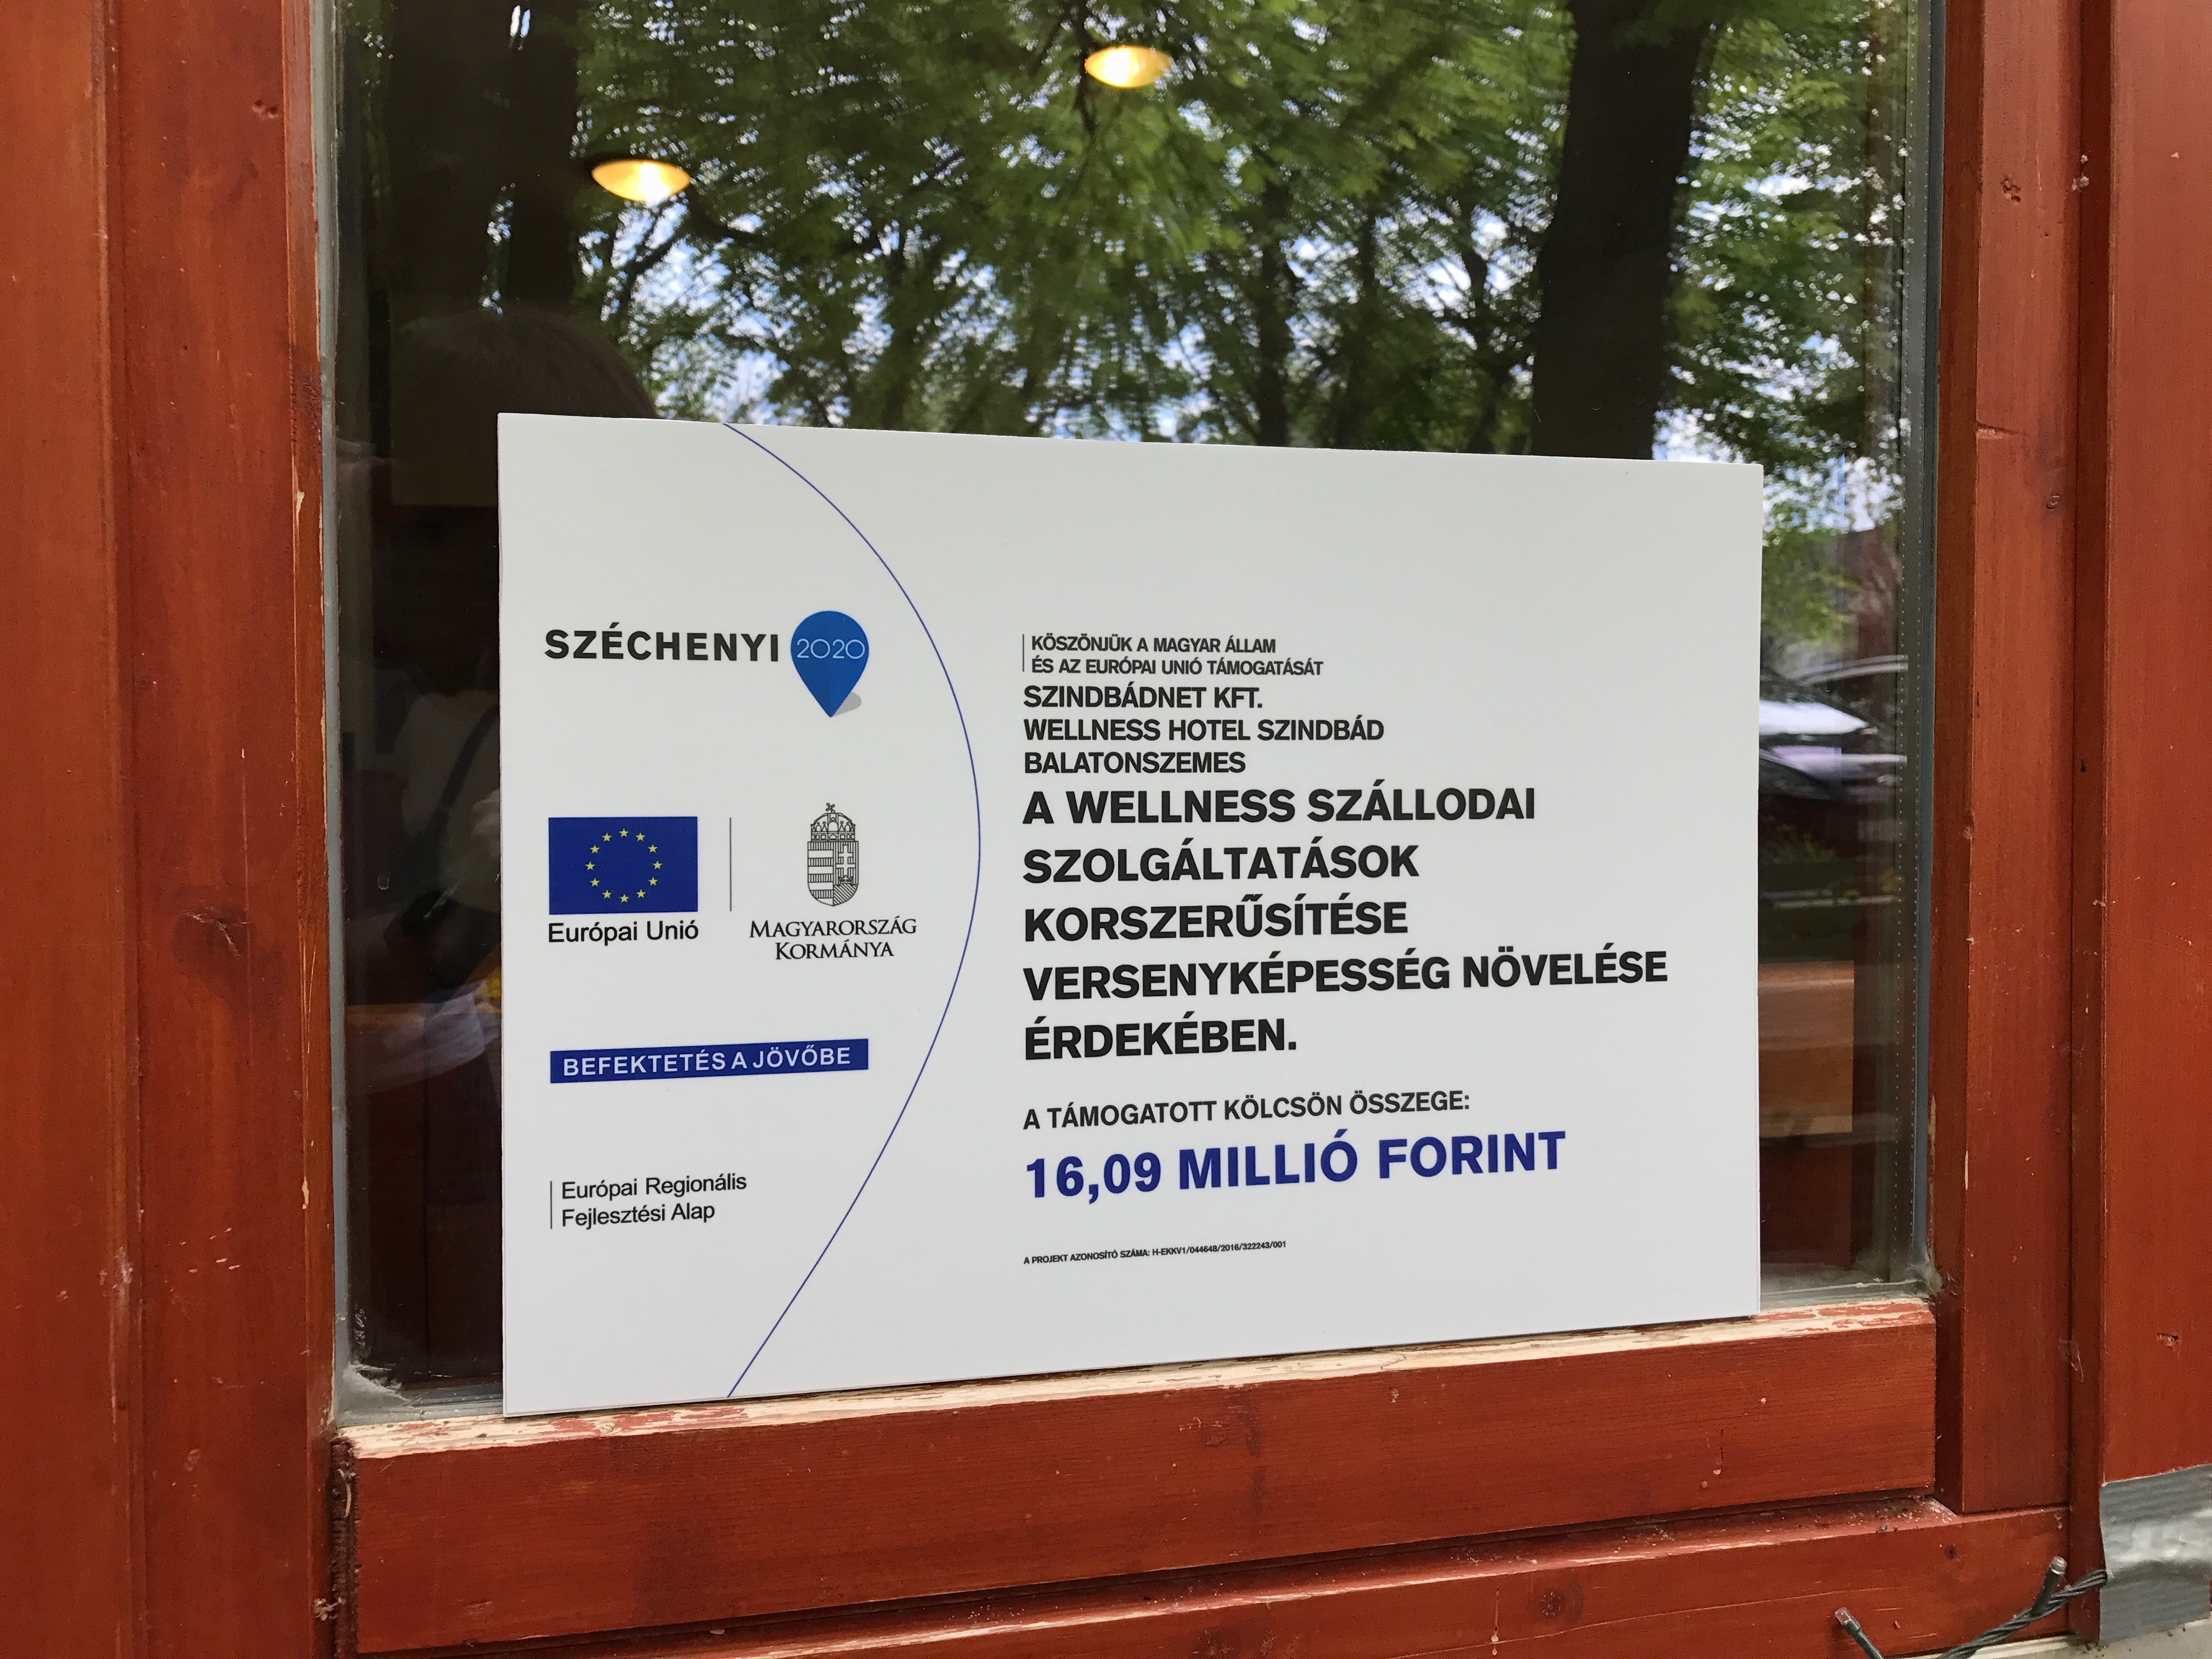 SZÉCHENYI 2020
Európai Unió
MAGYARORSZÁG
KORMÁNYA
BEFEKTETÉS A JÖVŐBE
Európai Regionális
Fejlesztési Alap
KÖSZÖNJÜK A MAGYAR ÁLLAM
ÉS AZ EURÓPAI UNIÓ TÁMOGATÁSÁT
SZINDBÁDNET KFT.
WELLNESS HOTEL SZINDBÁD
BALATONSZEMES
A WELLNESS SZÁLLODAI
SZOLGÁLTATÁSOK
KORSZERŰSÍTÉSE
VERSENYKÉPESSÉG NÖVELÉSE
ÉRDEKÉBEN.
A TÁMOGATOTT KÖLCSÖN ÖSSZEGE:
16,09 MILLIÓ FORINT
A PROJEKT AZONOSÍTÓ SZÁMA: H-EKKV1/044648/2016/322243/001